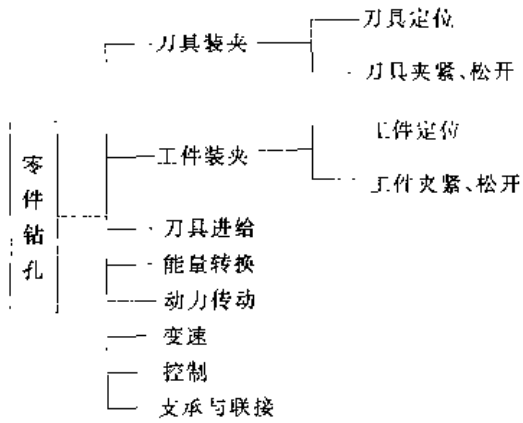 刀具定位
刀具装夹
刀具夹紧、松开
工件定位
工件装夹
工件夹紧、松开
零件钻孔
刀具进给
能量转换
动力传动
变速
控制
支承与联接